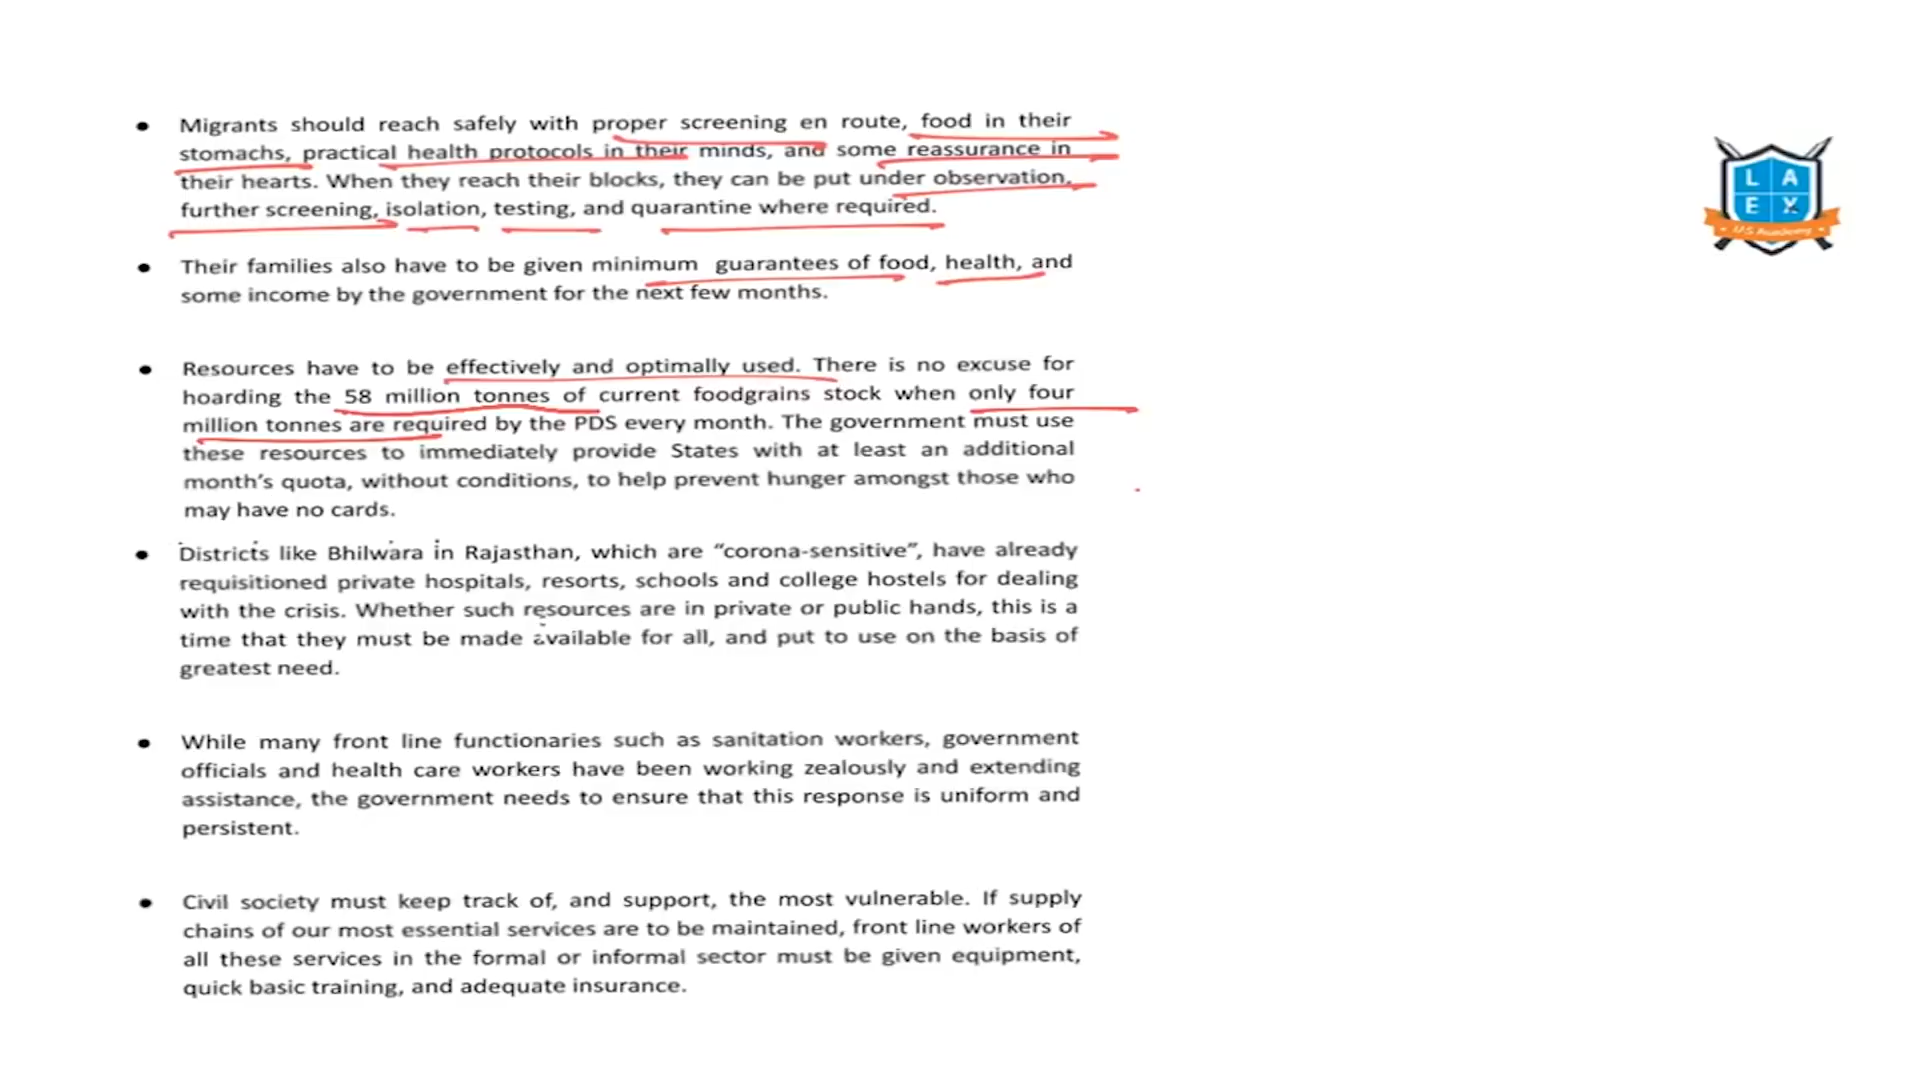 Migrants should reach safely with proper screening en route, food in their
stomachs, practical health protocols in their minds, and some reassurance in
their hearts. When they reach their blocks, they can be put under observation,
further screening, isolation, testing, and quarantine where required.
Their families also have to be given minimum guarantees of food, health, and
some income by the government for the next few months.
Resources have to be effectively and optimally used. There is no excuse for
hoarding the 58 million tonnes of current foodgrains stock when only four
million tonnes are required by the PDS every month. The government must use
these resources to immediately provide States with at least an additional
month's quota, without conditions, to help prevent hunger amongst those who
may have no cards.
Districts like Bhilwara in Rajasthan, which are “corona-sensitive”, have already
requisitioned private hospitals, resorts, schools and college hostels for dealing
with the crisis. Whether such resources are in private or public hands, this is a
time that they must be made available for all, and put to use on the basis of
greatest need.
While many front line functionaries such as sanitation workers, government
officials and health care workers have been working zealously and extending
assistance, the government needs to ensure that this response is uniform and
persistent.
Civil society must keep track of, and support, the most vulnerable. If supply
chains of our most essential services are to be maintained, front line workers of
all these services in the formal or informal sector must be given equipment,
quick basic training, and adequate insurance.
L A
E X
IAS Academy